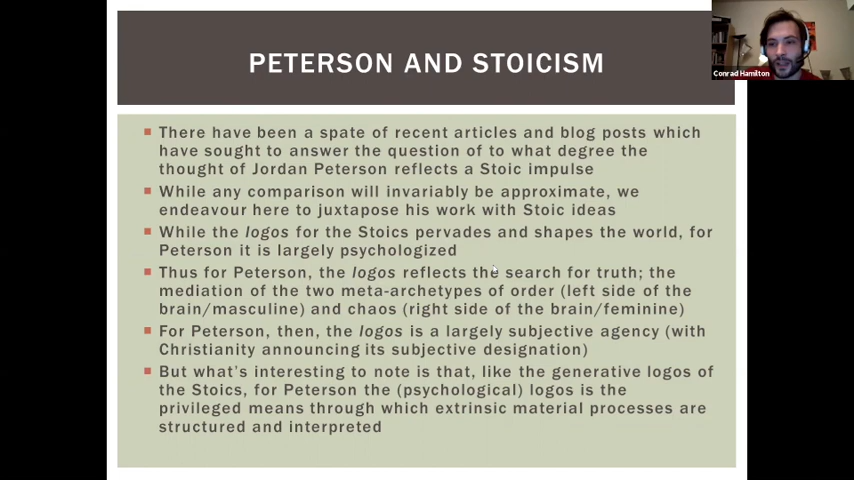 PETERSON AND STOICISM
Conrad Hamilton
There have been a spate of recent articles and blog posts which
have sought to answer the question of to what degree the
thought of Jordan Peterson reflects a Stoic impulse
While any comparison will invariably be approximate, we
endeavour here to juxtapose his work with Stoic ideas
While the logos for the Stoics pervades and shapes the world, for
Peterson it is largely psychologized
Thus for Peterson, the logos reflects the search for truth; the
mediation of the two meta-archetypes of order (left side of the
brain/masculine) and chaos (right side of the brain/feminine)
For Peterson, then, the logos is a largely subjective agency (with
Christianity announcing its subjective designation)
But what's interesting to note is that, like the generative logos of
the Stoics, for Peterson the (psychological) logos is the
privileged means through which extrinsic material processes are
structured and interpreted